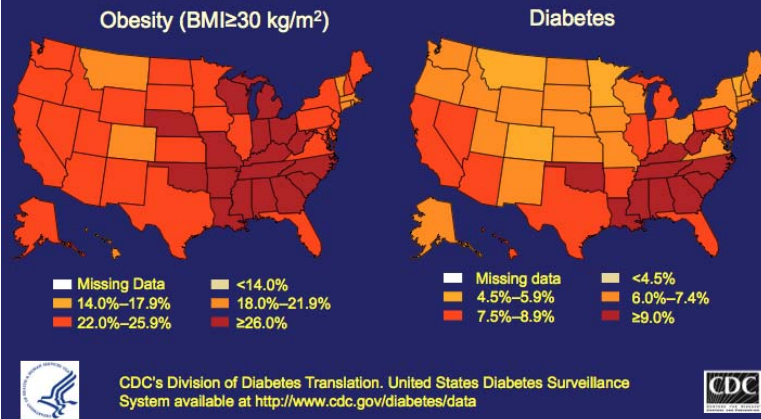 Obesity (BMI≥30 kg/m²)
Diabetes
Missing Data
<14.0%
14.0%–17.9%
18.0%–21.9%
22.0%–25.9%
≥26.0%
Missing data
<4.5%
4.5%–5.9%
6.0%–7.4%
7.5%–8.9%
≥9.0%
CDC's Division of Diabetes Translation. United States Diabetes Surveillance
System available at http://www.cdc.gov/diabetes/data
CDC